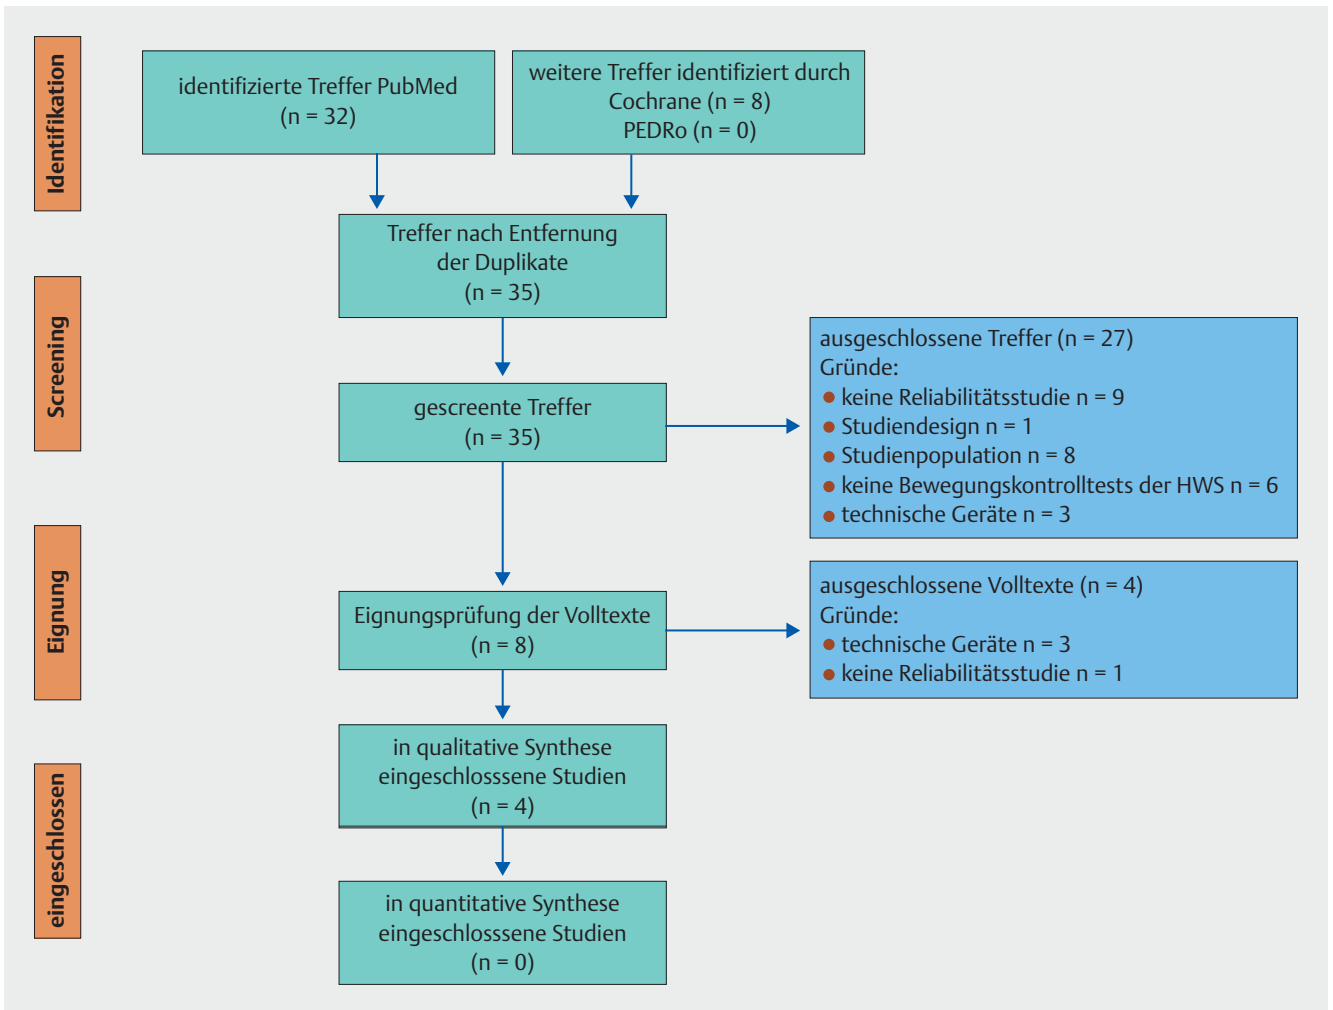 Identifikation
identifizierte Treffer PubMed
(n = 32)
weitere Treffer identifiziert durch
Cochrane (n = 8)
PEDRo (n = 0)
Treffer nach Entfernung
der Duplikate
(n = 35)
Screening
gescreente Treffer
(n = 35)
ausgeschlossene Treffer (n = 27)
Gründe:
• keine Reliabilitätsstudie n = 9
• Studiendesign n = 1
• Studienpopulation n = 8
• keine Bewegungskontrolltests der HWS n = 6
• technische Geräte n = 3
Eignung
Eignungsprüfung der Volltexte
(n = 8)
ausgeschlossene Volltexte (n = 4)
Gründe:
• technische Geräte n = 3
• keine Reliabilitätsstudie n = 1
eingeschlossen
in qualitative Synthese
eingeschlosssene Studien
(n = 4)
in quantitative Synthese
eingeschlosssene Studien
(n = 0)